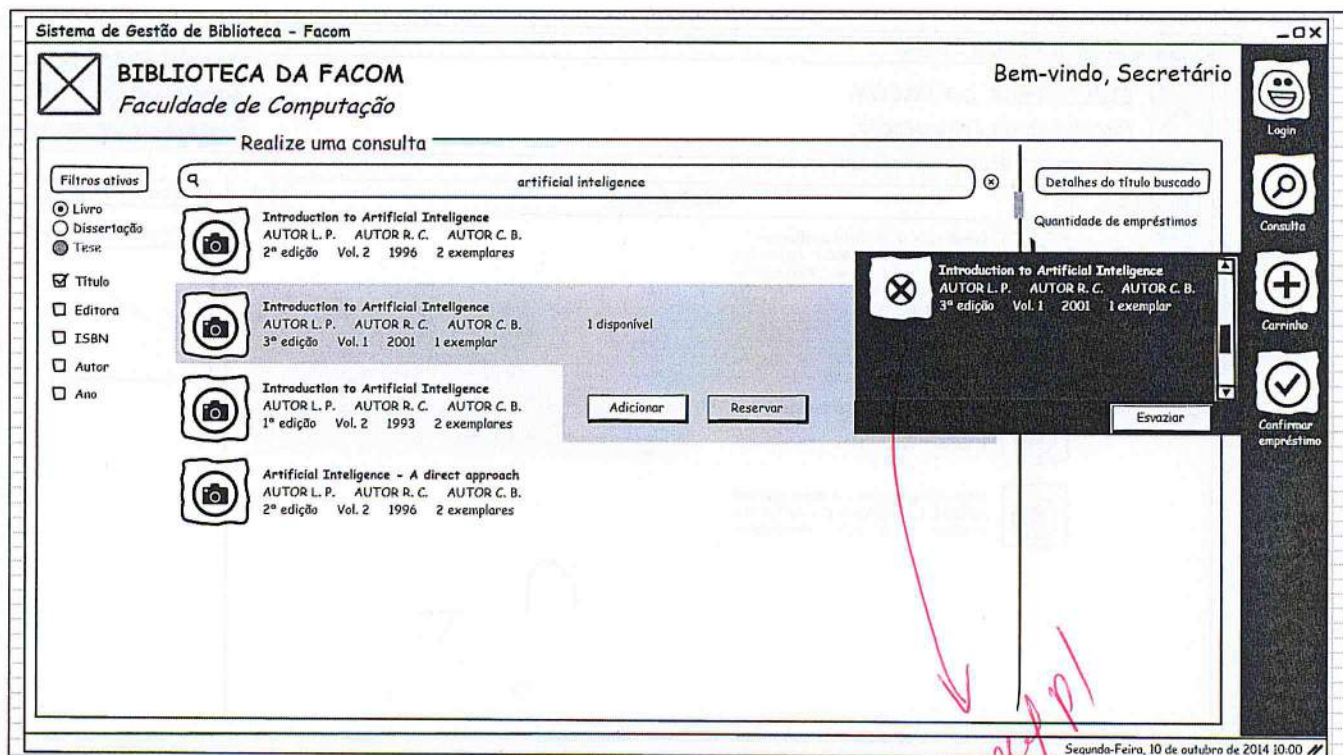 Sistema de Gestão de Biblioteca - Facom
BIBLIOTECA DA FACOM
Faculdade de Computação
Bem-vindo, Secretário
Login
Consulta
Carrinho
Confirmar
empréstimo
Realize uma consulta
Filtros ativos
Livro
Dissertação
Tese
Título
Editora
ISBN
Autor
Ano
artificial inteligence
Introduction to Artificial Inteligence
AUTOR L. P. AUTOR R. C. AUTOR C. B.
2ª edição Vol. 2 1996 2 exemplares
Introduction to Artificial Inteligence
AUTOR L. P. AUTOR R. C. AUTOR C. B.
3ª edição Vol. 1 2001 1 exemplar
1 disponível
Adicionar
Reservar
Introduction to Artificial Inteligence
AUTOR L. P. AUTOR R. C. AUTOR C. B.
1ª edição Vol. 2 1993 2 exemplares
Artificial Inteligence - A direct approach
AUTOR L. P. AUTOR R. C. AUTOR C. B.
2ª edição Vol. 2 1996 2 exemplares
Detalhes do título buscado
Quantidade de empréstimos
Introduction to Artificial Inteligence
AUTOR L. P. AUTOR R. C. AUTOR C. B.
3ª edição Vol. 1 2001 1 exemplar
Esvaziar
Segunda-Feira, 10 de outubro de 2014 10:00